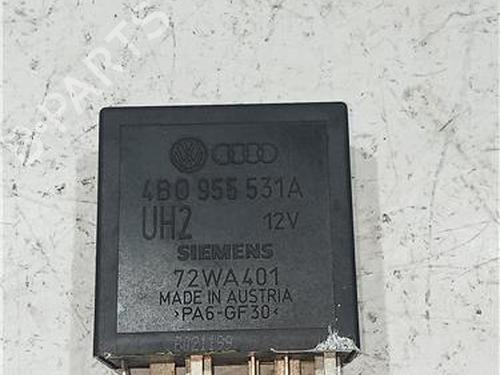 4B0 955 531A
UH2 12V
SIEMENS
72WA401
MADE IN AUSTRIA
>PA6-GF30<